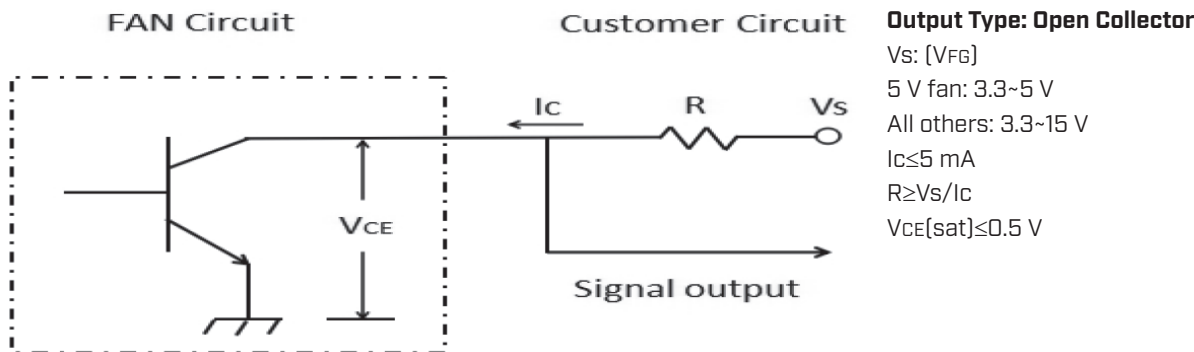 FAN Circuit
Customer Circuit
Ic
R
Vs
VCE
Signal output
Output Type: Open Collector
Vs: (VFG)
5 V fan: 3.3~5 V
All others: 3.3~15 V
Ic≤5 mA
R≥Vs/Ic
VCE(sat)≤0.5 V